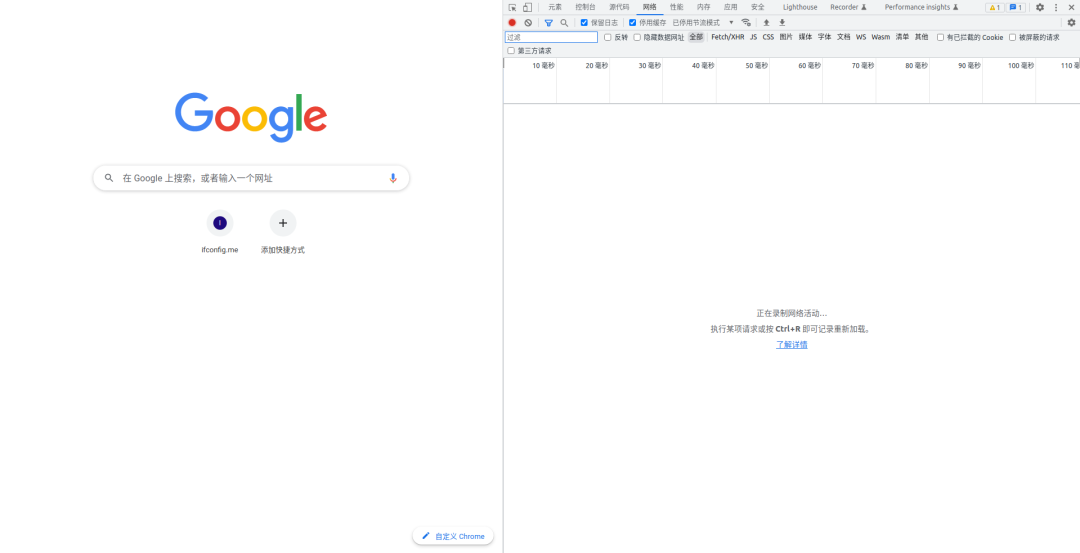 Google
在 Google 上搜索，或者输入一个网址
I
ifconfig.me
添加快捷方式
自定义 Chrome
元素 控制台 源代码 网络 性能 内存 应用 安全 Lighthouse Recorder Performance insights 1 1
保留日志 停用缓存 已停用节流模式
过滤 反转 隐藏数据网址 全部 Fetch/XHR JS CSS 图片 媒体 字体 文档 WS Wasm 清单 其他 有已拦截的 Cookie 被屏蔽的请求
第三方请求
10 毫秒 20 毫秒 30 毫秒 40 毫秒 50 毫秒 60 毫秒 70 毫秒 80 毫秒 90 毫秒 100 毫秒 110
正在录制网络活动…
执行某项请求或按 Ctrl+R 即可记录重新加载。
了解详情